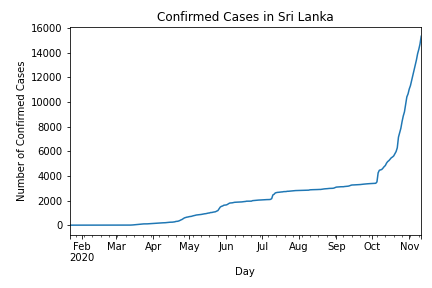 Confirmed Cases in Sri Lanka
16000
14000
12000
10000
8000
6000
4000
2000
0
Number of Confirmed Cases
Feb Mar Apr May Jun Jul Aug Sep Oct Nov
2020
Day